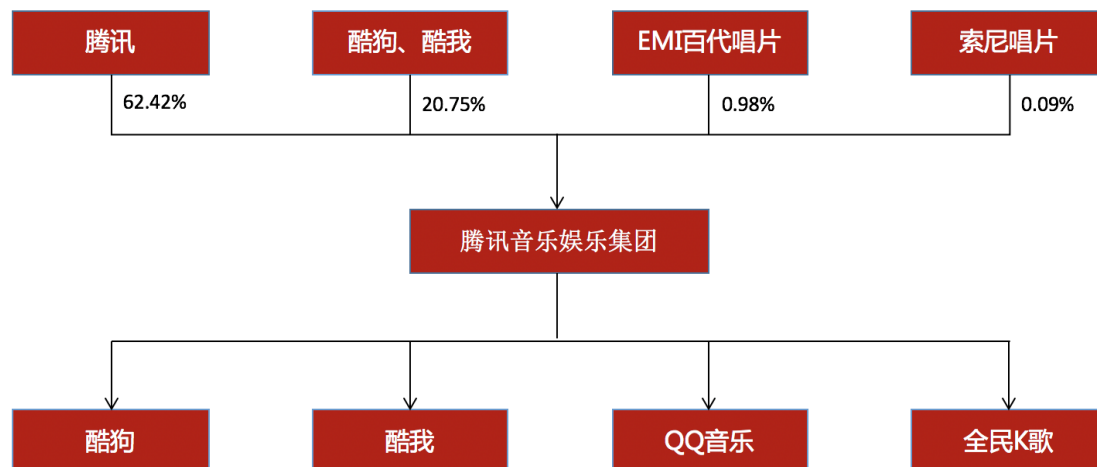 腾讯
酷狗、酷我
EMI百代唱片
索尼唱片
62.42%
20.75%
0.98%
0.09%
腾讯音乐娱乐集团
酷狗
酷我
QQ音乐
全民K歌